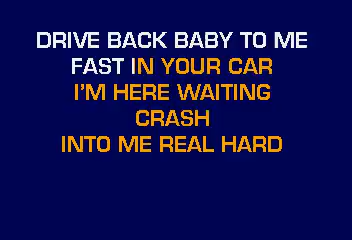 DRIVE BACK BABY TO ME
FAST IN YOUR CAR
I'M HERE WAITING
CRASH
INTO ME REAL HARD